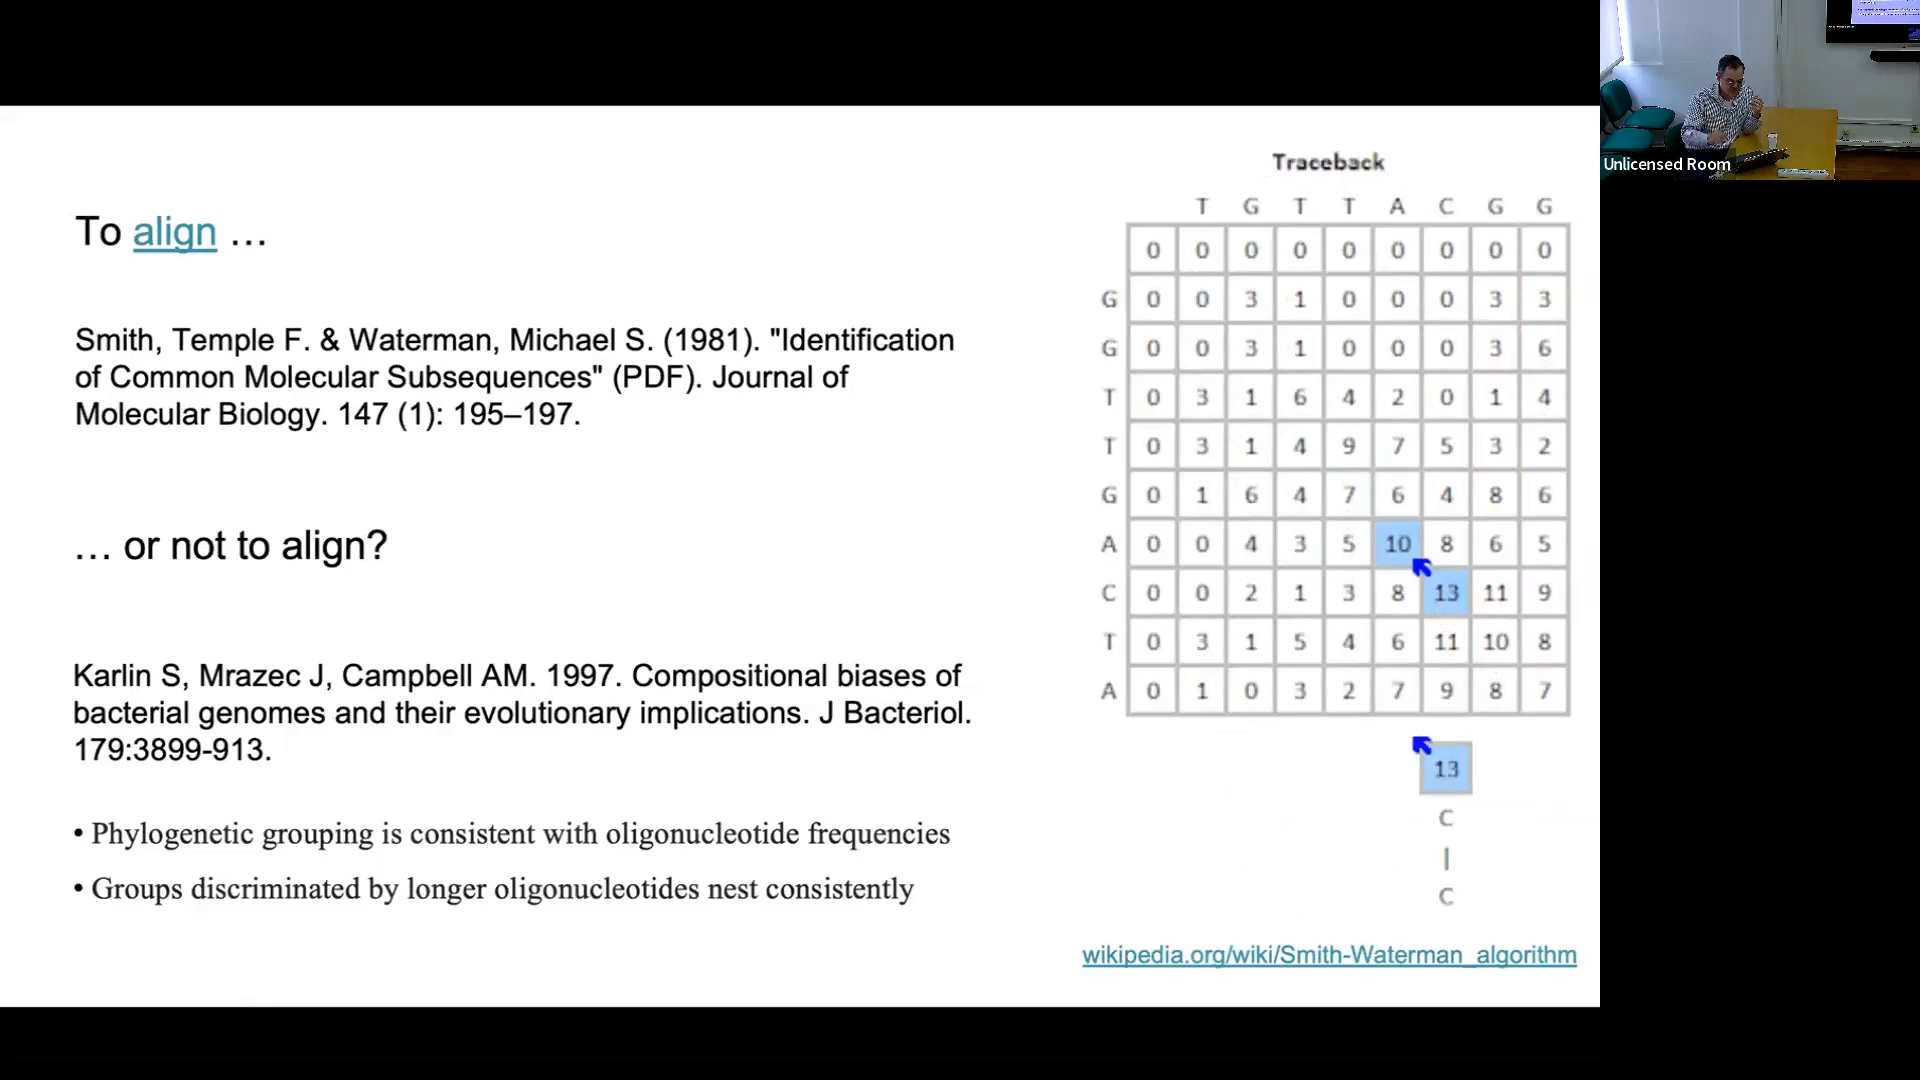 To align ...
Smith, Temple F. & Waterman, Michael S. (1981). "Identification
of Common Molecular Subsequences" (PDF). Journal of
Molecular Biology. 147 (1): 195–197.
... or not to align?
Karlin S, Mrazec J, Campbell AM. 1997. Compositional biases of
bacterial genomes and their evolutionary implications. J Bacteriol.
179:3899-913.
• Phylogenetic grouping is consistent with oligonucleotide frequencies
• Groups discriminated by longer oligonucleotides nest consistently
Traceback
T G T T A C G G
0 0 0 0 0 0 0 0 0
G 0 0 3 1 0 0 0 3 3
G 0 0 3 1 0 0 0 3 6
T 0 3 1 6 4 2 0 1 4
T 0 3 1 4 9 7 5 3 2
G 0 1 6 4 7 6 4 8 6
A 0 0 4 3 5 10 8 6 5
C 0 0 2 1 3 8 13 11 9
T 0 3 1 5 4 6 11 10 8
A 0 1 0 3 2 7 9 8 7
13
C
|
C
wikipedia.org/wiki/Smith-Waterman_algorithm
Unlicensed Room